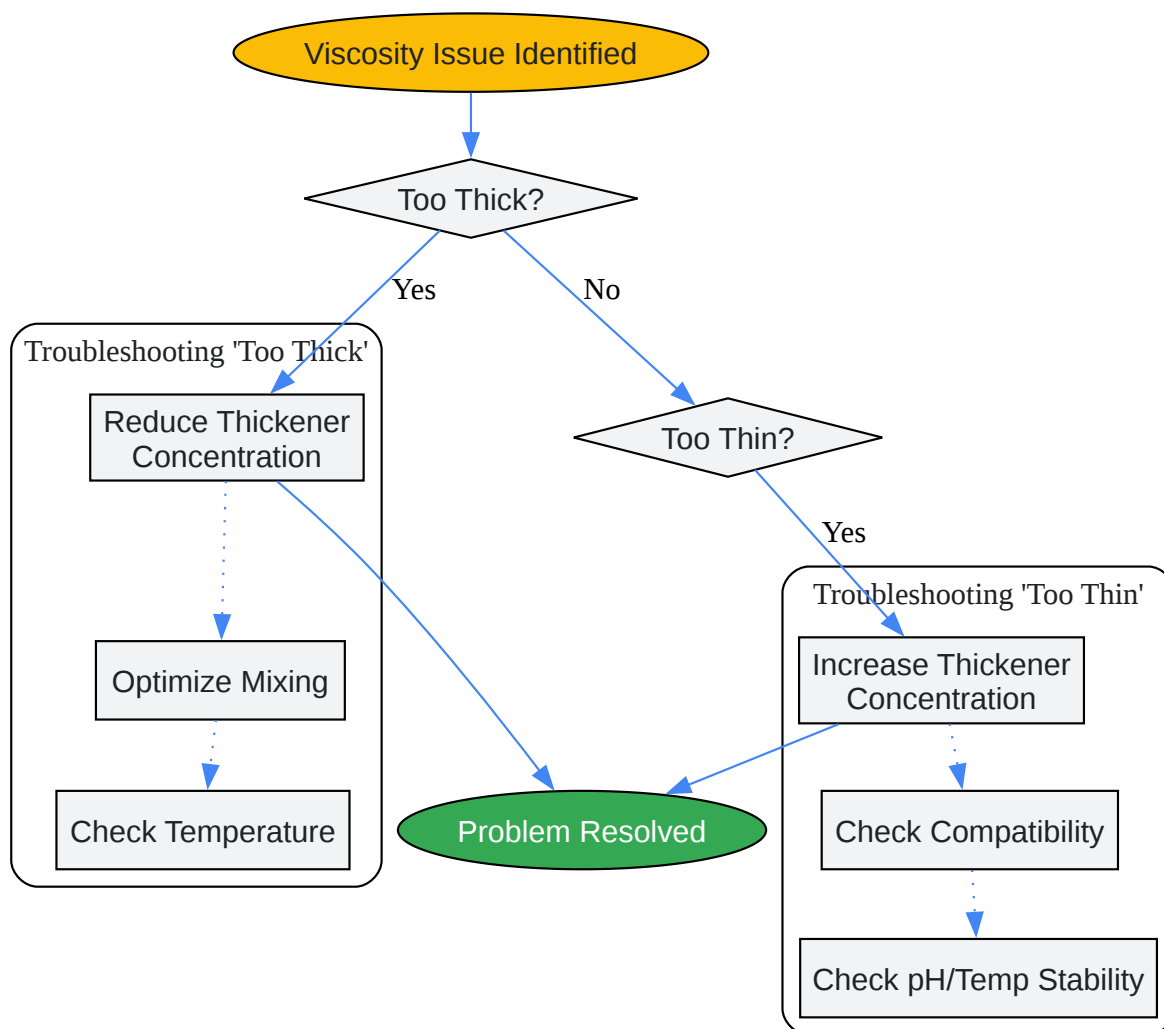 Viscosity Issue Identified
Too Thick?
Yes
No
Troubleshooting 'Too Thick'
Reduce Thickener
Concentration
Too Thin?
Yes
Troubleshooting 'Too Thin'
Optimize Mixing
Increase Thickener
Concentration
Check Temperature
Problem Resolved
Check Compatibility
Check pH/Temp Stability